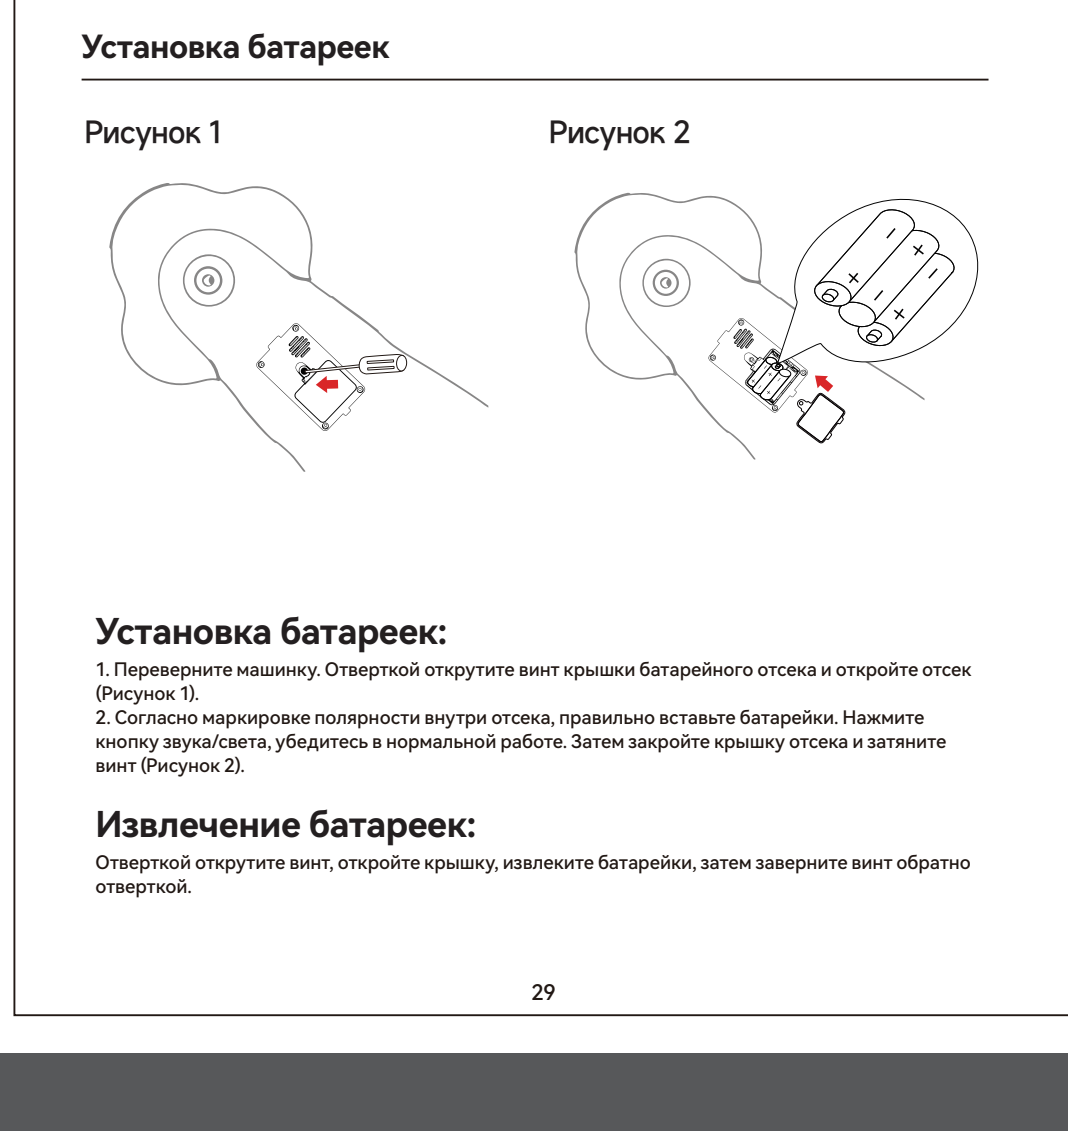 Установка батареек
Рисунок 1
Рисунок 2
Установка батареек:
1. Переверните машинку. Отверткой открутите винт крышки батарейного отсека и откройте отсек
(Рисунок 1).
2. Согласно маркировке полярности внутри отсека, правильно вставьте батарейки. Нажмите
кнопку звука/света, убедитесь в нормальной работе. Затем закройте крышку отсека и затяните
винт (Рисунок 2).
Извлечение батареек:
Отверткой открутите винт, откройте крышку, извлеките батарейки, затем заверните винт обратно
отверткой.
29